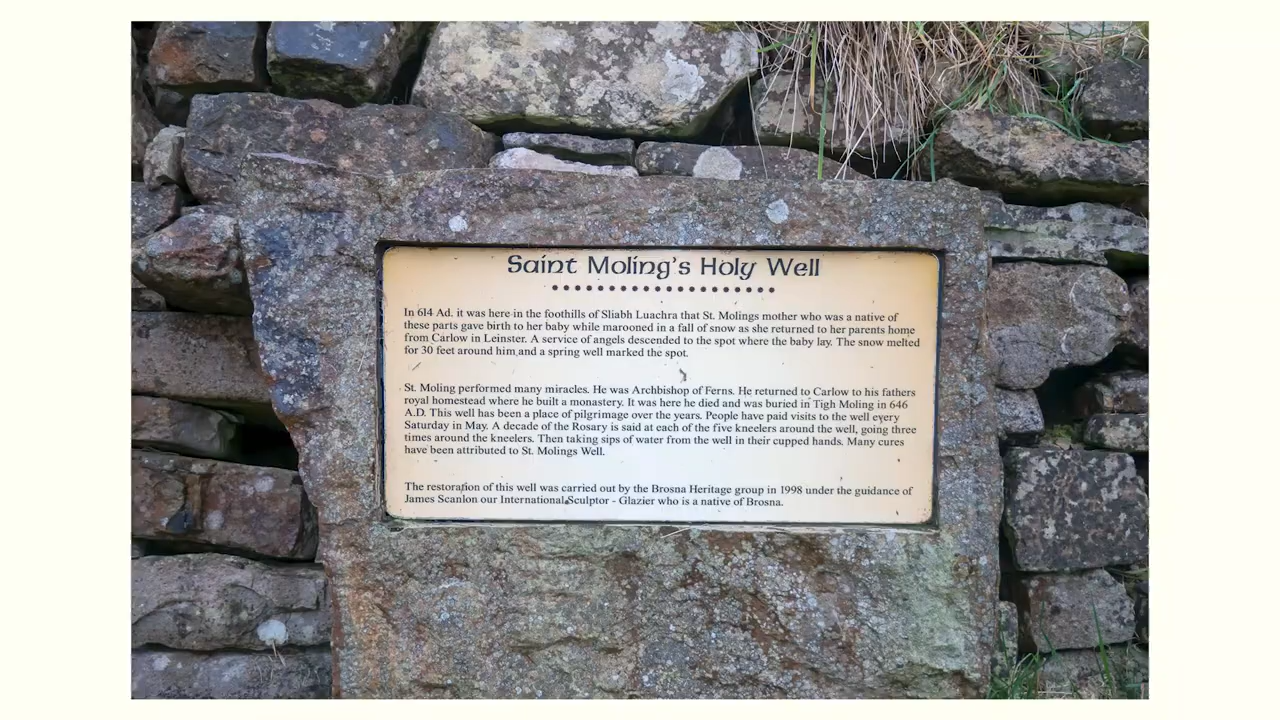 Saint Moling's Holy Well
In 614 Ad. it was here in the foothills of Sliabh Luachra that St. Molings mother who was a native of
these parts gave birth to her baby while marooned in a fall of snow as she returned to her parents home
from Carlow in Leinster. A service of angels descended to the spot where the baby lay. The snow melted
for 30 feet around him and a spring well marked the spot.
St. Moling performed many miracles. He was Archbishop of Ferns. He returned to Carlow to his fathers
royal homestead where he built a monastery. It was here he died and was buried in Tigh Moling in 646
A.D. This well has been a place of pilgrimage over the years. People have paid visits to the well every
Saturday in May. A decade of the Rosary is said at each of the five kneelers around the well, going three
times around the kneelers. Then taking sips of water from the well in their cupped hands. Many cures
have been attributed to St. Molings Well.
The restoration of this well was carried out by the Brosna Heritage group in 1998 under the guidance of
James Scanlon our International Sculptor - Glazier who is a native of Brosna.